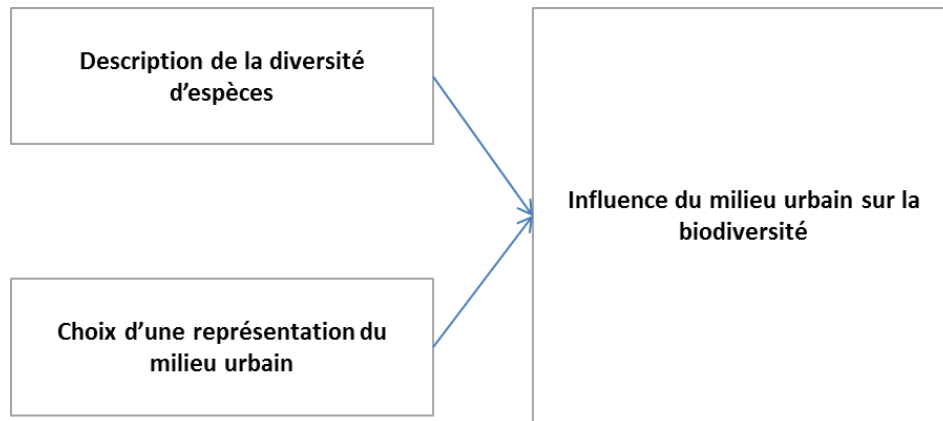 Description de la diversité
d’espèces
Influence du milieu urbain sur la
biodiversité
Choix d’une représentation du
milieu urbain